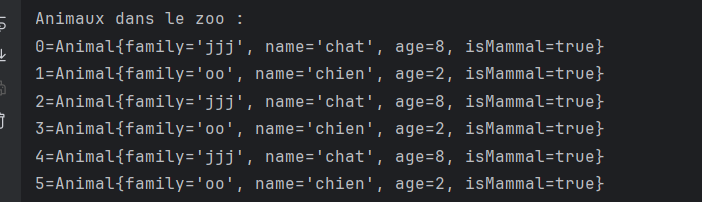 Animaux dans le zoo :
0=Animal{family='jjj', name='chat', age=8, isMammal=true}
1=Animal{family='oo', name='chien', age=2, isMammal=true}
2=Animal{family='jjj', name='chat', age=8, isMammal=true}
3=Animal{family='oo', name='chien', age=2, isMammal=true}
4=Animal{family='jjj', name='chat', age=8, isMammal=true}
5=Animal{family='oo', name='chien', age=2, isMammal=true}